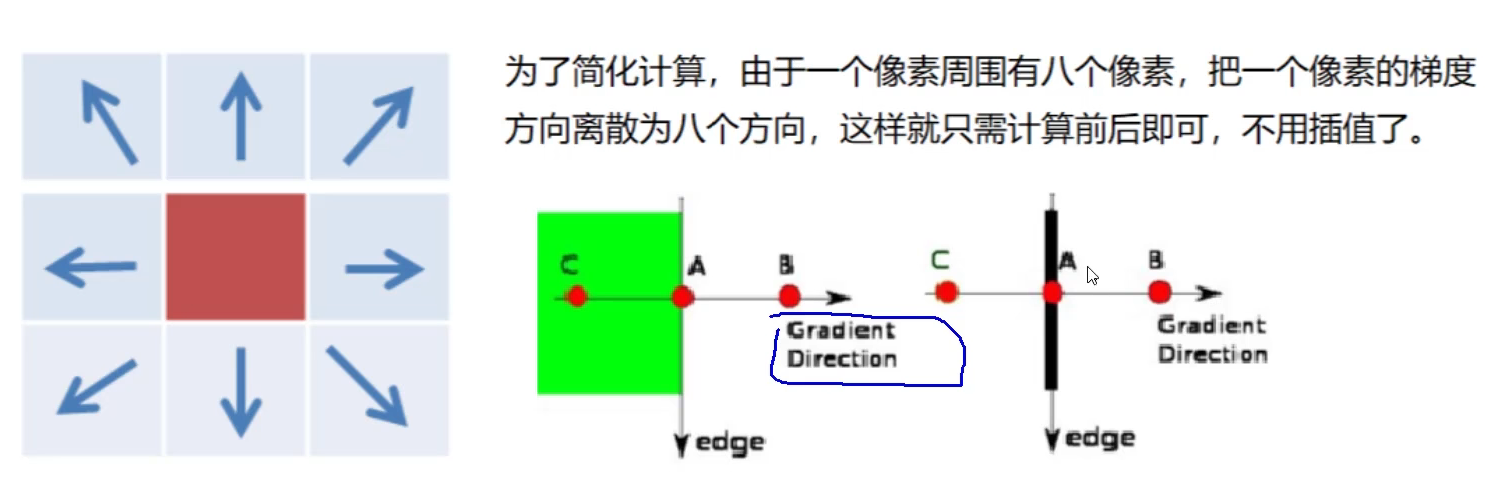 为了简化计算，由于一个像素周围有八个像素，把一个像素的梯度
方向离散为八个方向，这样就只需计算前后即可，不用插值了。
C A B
Gradient
Direction
edge
C A B
Gradient
Direction
edge